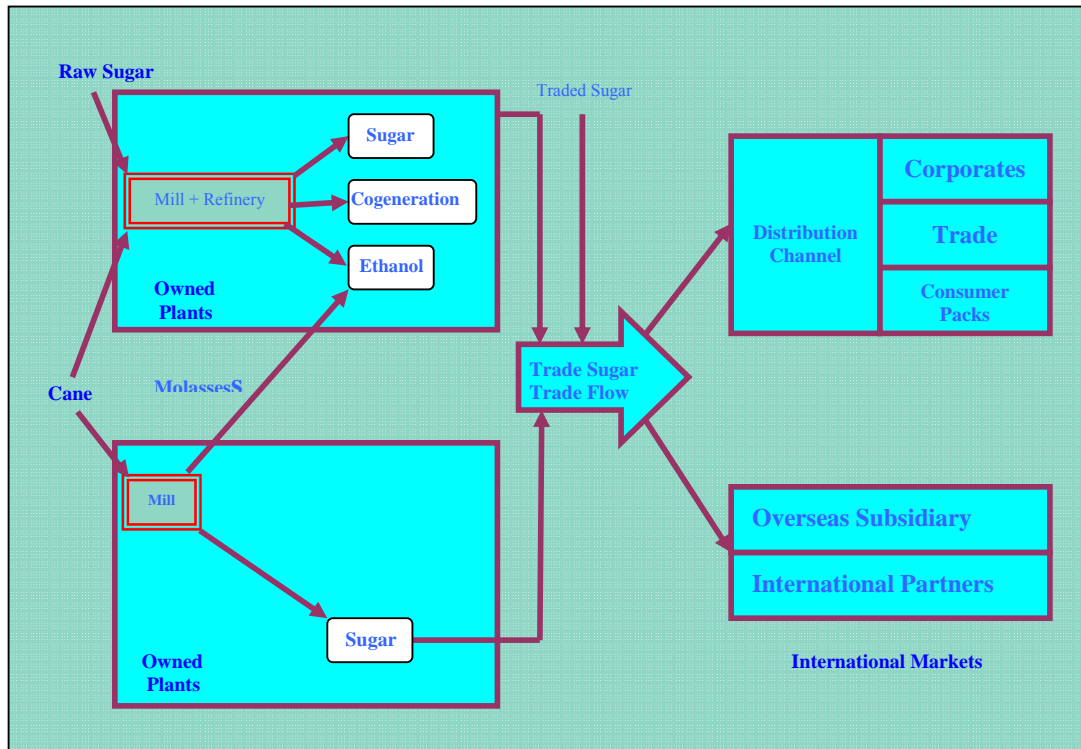 Raw Sugar
Traded Sugar
Sugar
Mill + Refinery
Cogeneration
Ethanol
Owned
Plants
Corporates
Distribution
Channel
Trade
Consumer
Packs
Trade Sugar
Trade Flow
Cane
MolassesS
Mill
Sugar
Owned
Plants
Overseas Subsidiary
International Partners
International Markets